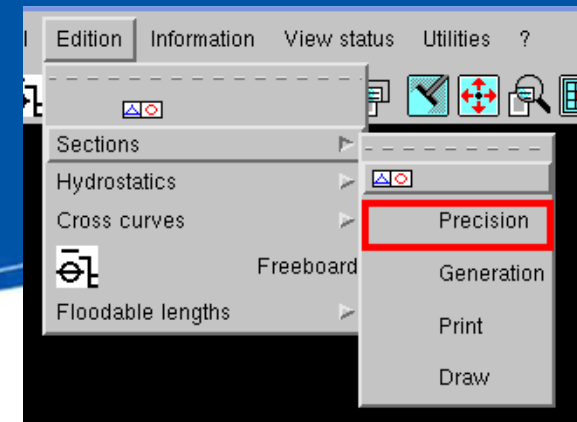 Edition Information View status Utilities ?
Sections
Hydrostatics
Cross curves
Freeboard
Floodable lengths
Precision
Generation
Print
Draw